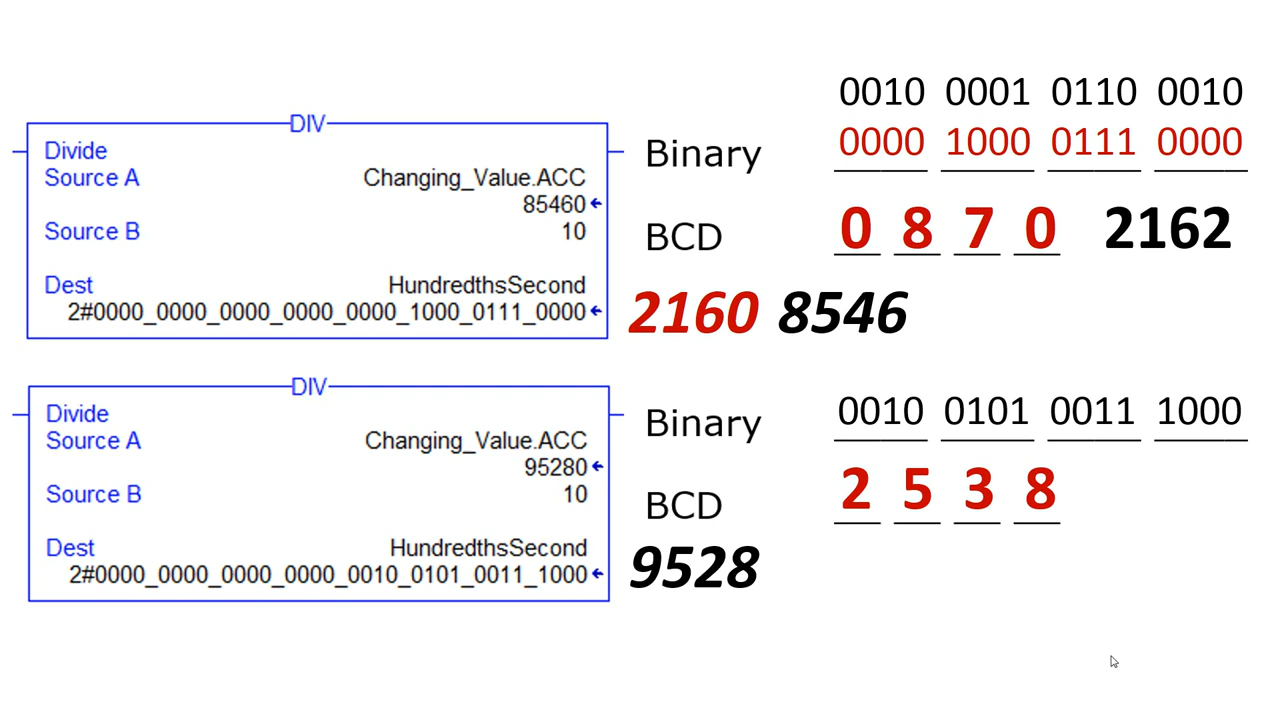 DIV
Divide
Source A Changing_Value.ACC
85460
Source B 10
Dest HundredthsSecond
2#0000_0000_0000_0000_0000_1000_0111_0000
0010 0001 0110 0010
Binary 0000 1000 0111 0000
BCD 0 8 7 0 2162
2160 8546
DIV
Divide
Source A Changing_Value.ACC
95280
Source B 10
Dest HundredthsSecond
2#0000_0000_0000_0000_0010_0101_0011_1000
Binary 0010 0101 0011 1000
BCD 2 5 3 8
9528